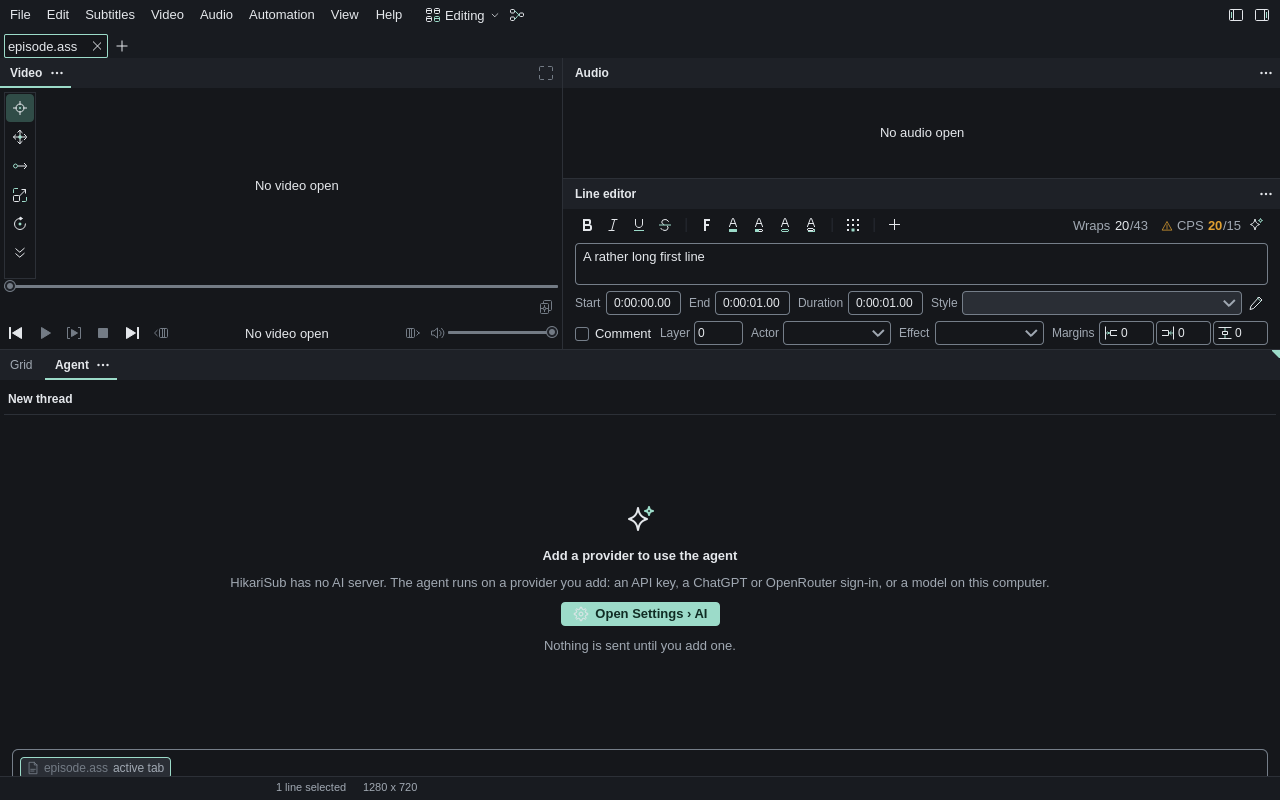 File Edit Subtitles Video Audio Automation View Help Editing
episode.ass
Video
Audio
No video open
No audio open
Line editor
B I U S F A A A A Wraps 20/43 CPS 20/15
A rather long first line
Start 0:00:00.00 End 0:00:01.00 Duration 0:00:01.00 Style
No video open
Comment Layer 0 Actor Effect Margins 0 0 0
Grid Agent
New thread
Add a provider to use the agent
HikariSub has no AI server. The agent runs on a provider you add: an API key, a ChatGPT or OpenRouter sign-in, or a model on this computer.
Open Settings › AI
Nothing is sent until you add one.
episode.ass active tab
1 line selected 1280 x 720